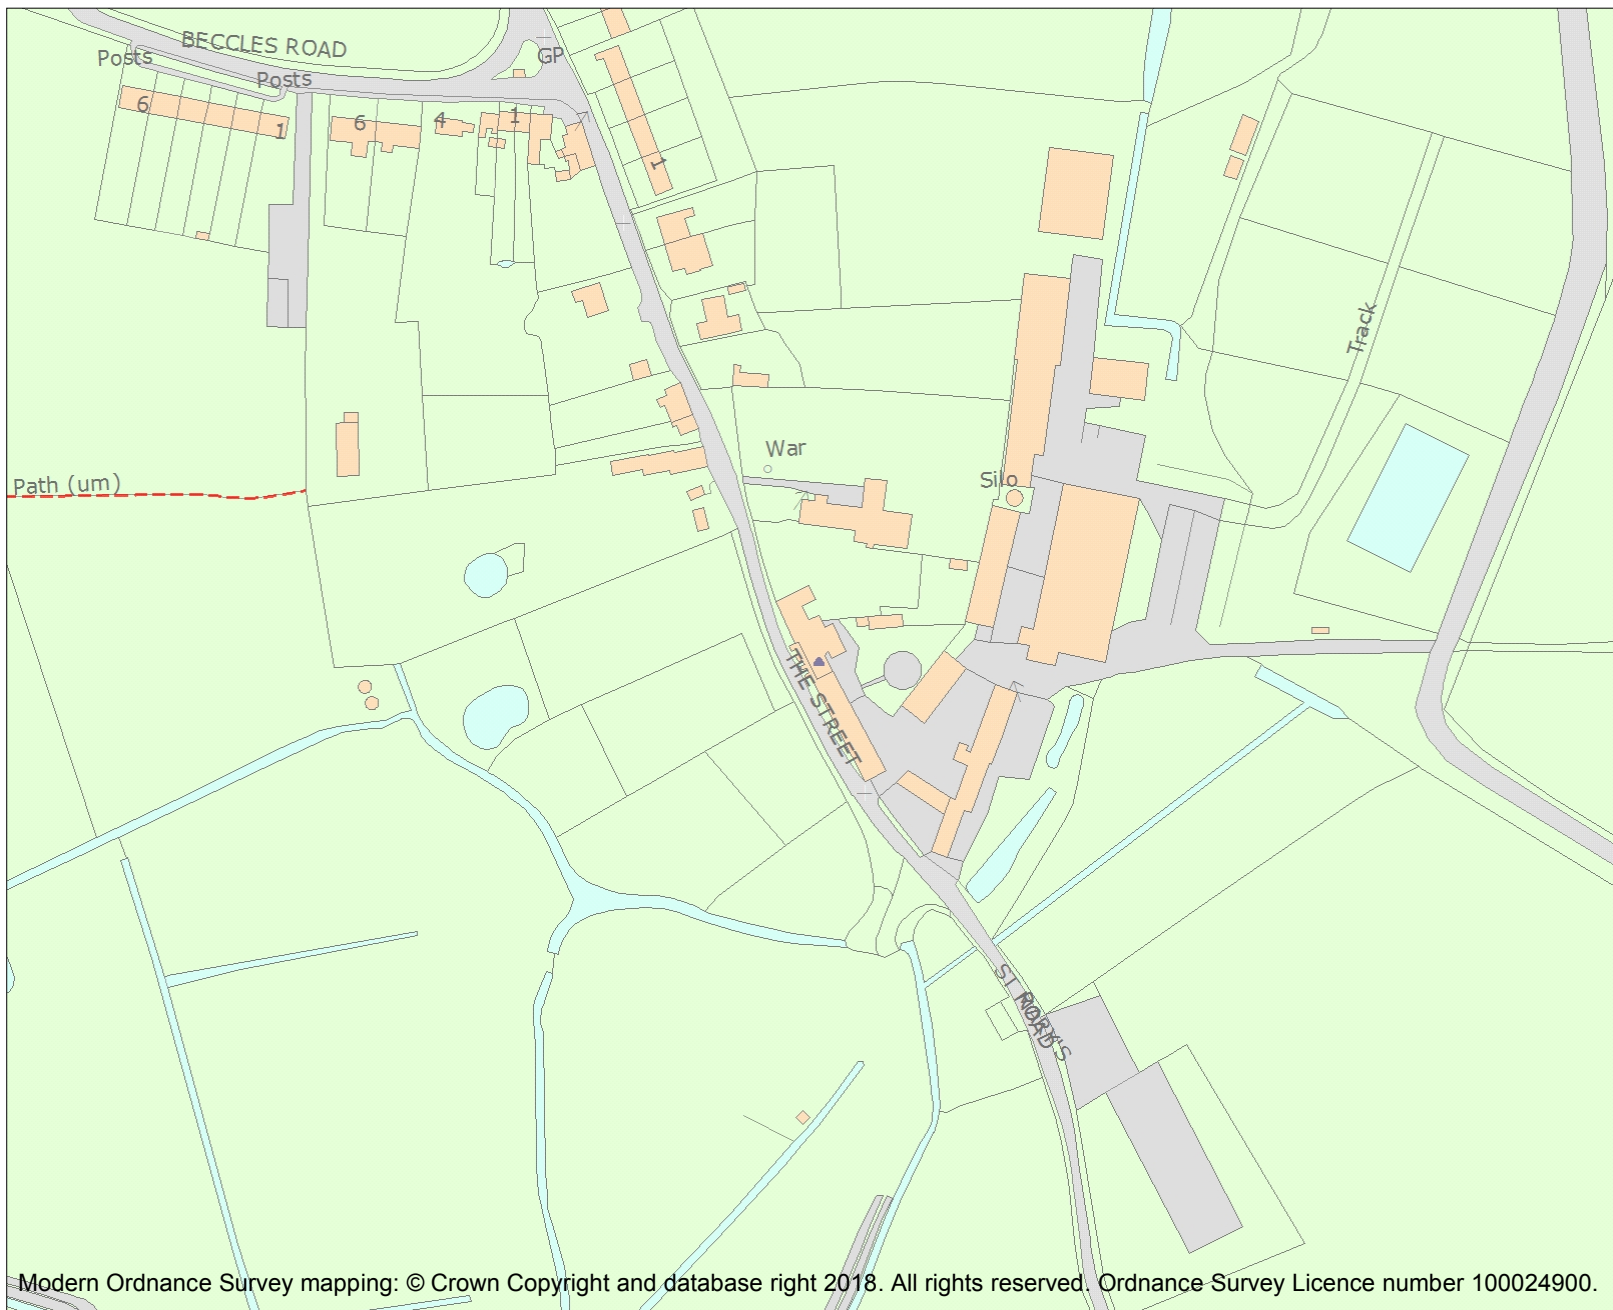 BECCLES ROAD
Posts
GP
Posts
6
1
6
4
1
1
Track
War
Silo
Path (um)
THE STREET
ST MARY'S
ROAD
Modern Ordnance Survey mapping: © Crown Copyright and database right 2018. All rights reserved. Ordnance Survey Licence number 100024900.